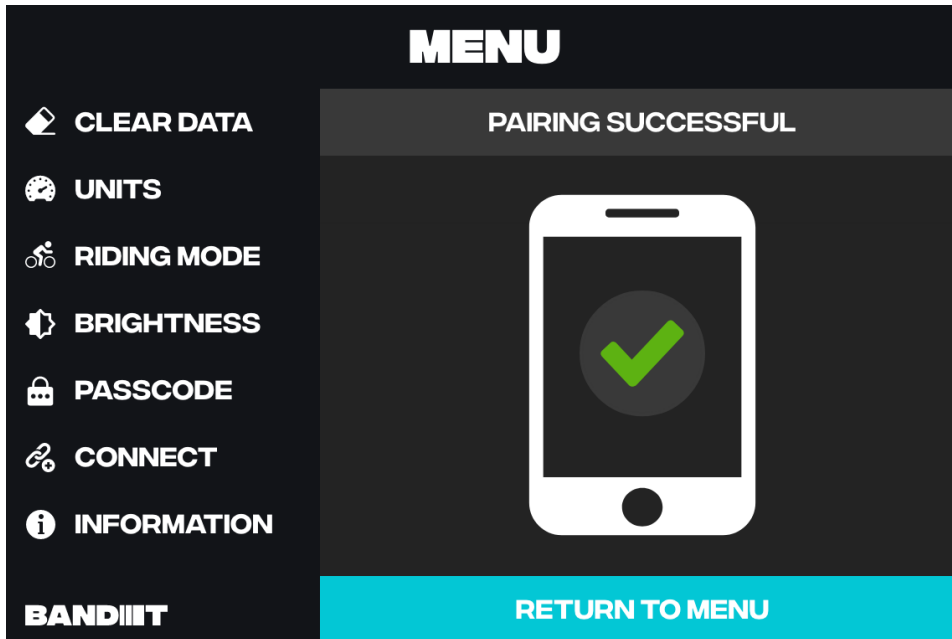 MENU
CLEAR DATA
UNITS
RIDING MODE
BRIGHTNESS
PASSCODE
CONNECT
INFORMATION
BANDIIIT
PAIRING SUCCESSFUL
RETURN TO MENU